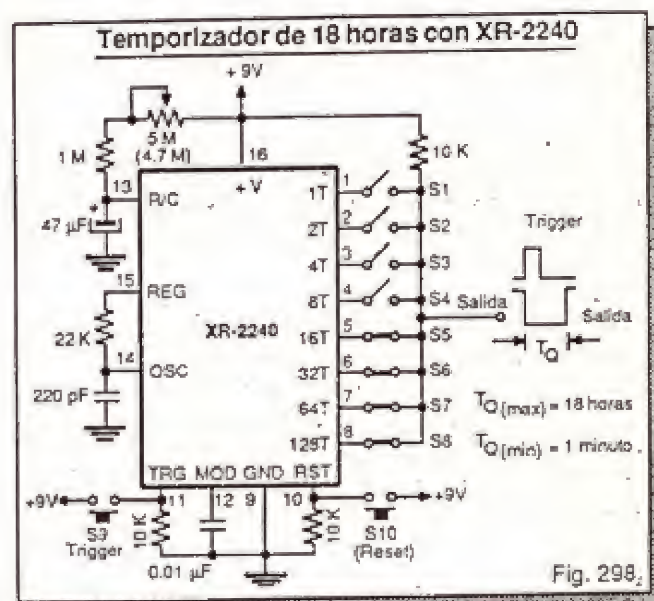 Temporizador de 18 horas con XR-2240
+ 9V
5 M
(4.7 M)
16
10 K
1 M
13
R/C
+V
1T
1
S1
+
47 µF
2T
2
S2
Trigger
4T
3
S3
15
REG
8T
4
S4
Salida
Salida
XR-2240
16T
5
S5
TQ
22 K
14
OSC
32T
6
S6
220 pF
64T
7
S7
TQ(max) = 18 horas
128T
8
S8
TQ(min) = 1 minuto
TRG MOD GND RST
+9V
11
12
9
10
+9V
S9
Trigger
10 K
10 K
S10
(Reset)
0.01 µF
Fig. 298